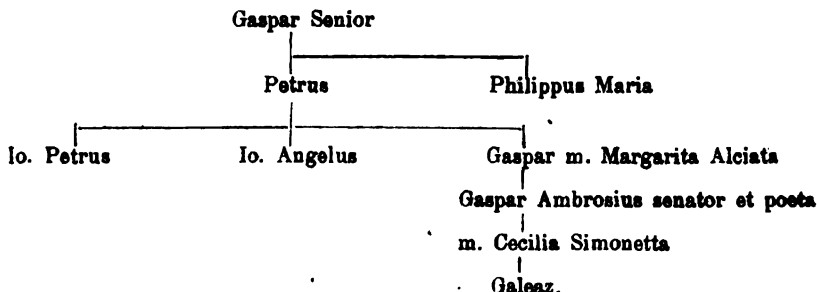 Gaspar Senior
Petrus Philippus Maria
Io. Petrus Io. Angelus Gaspar m. Margarita Alciata
Gaspar Ambrosius senator et poeta
m. Cecilia Simonetta
Galeaz.